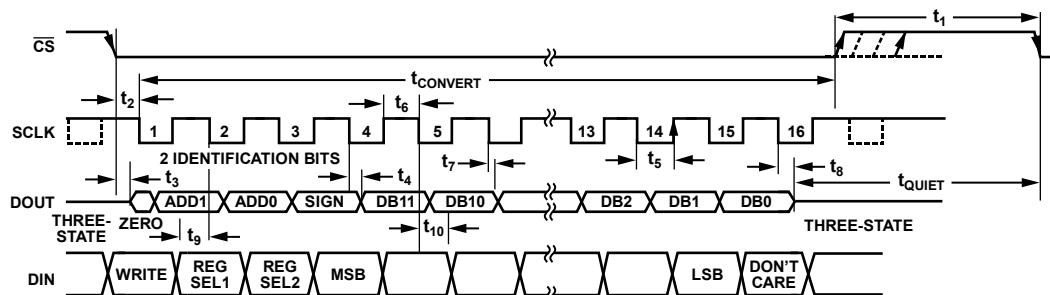 t1
CS
tCONVERT
t2
t6
SCLK
1 2 3 4 5 13 14 15 16
2 IDENTIFICATION BITS
t7
t5
t8
t3
t4
tQUIET
DOUT
ADD1 ADD0 SIGN DB11 DB10 DB2 DB1 DB0
THREE-STATE
ZERO
t9
t10
THREE-STATE
DIN
WRITE
REG SEL1
REG SEL2
MSB
LSB
DON'T CARE